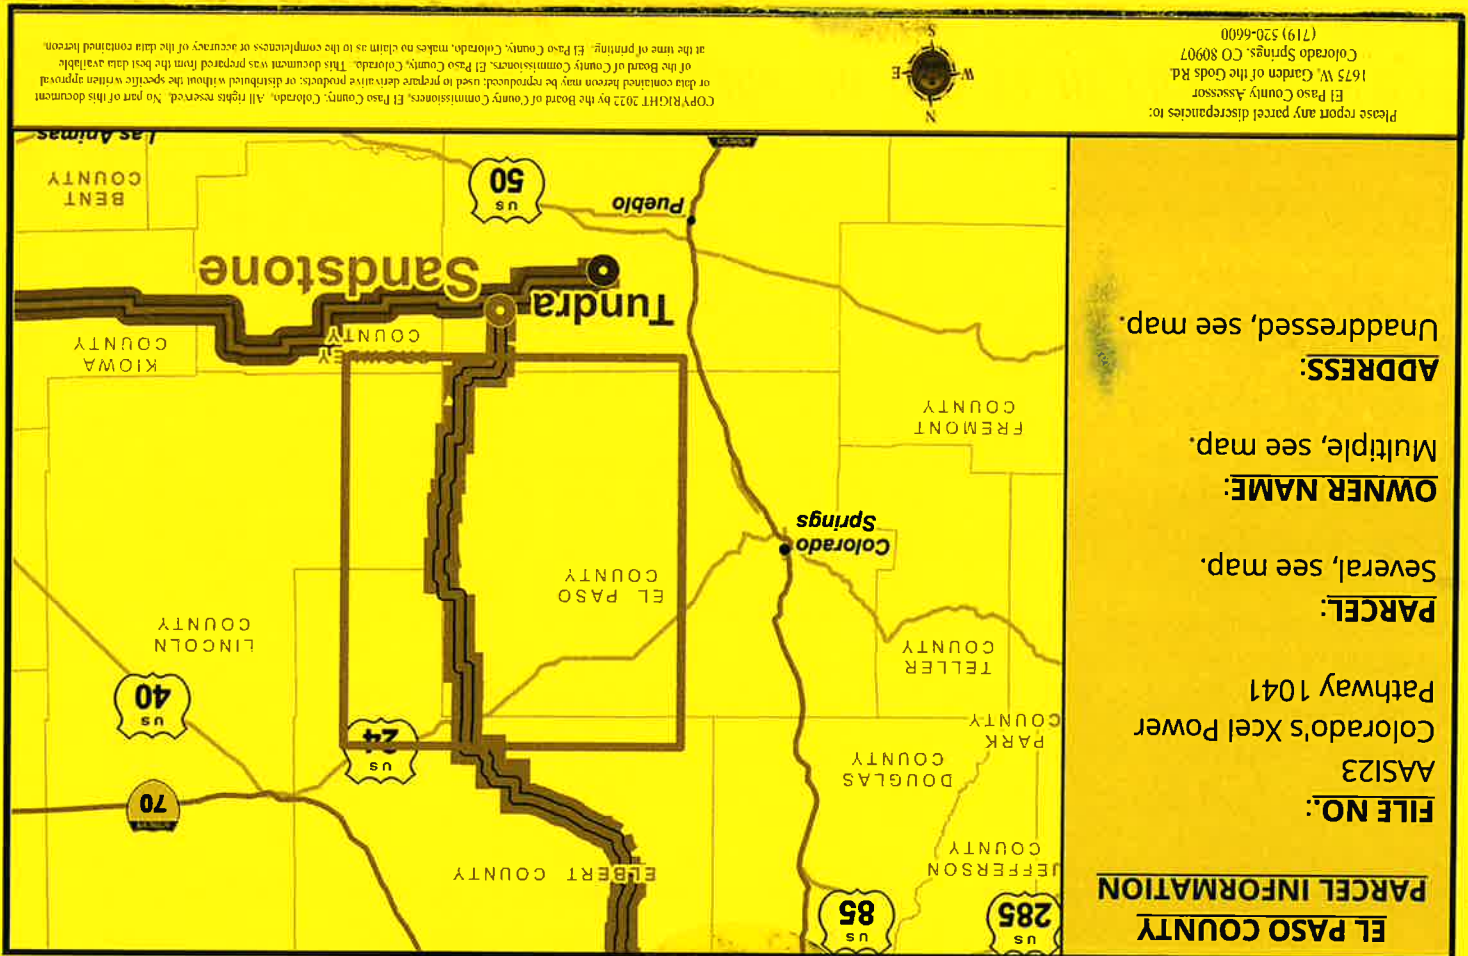 EL PASO COUNTY
PARCEL INFORMATION
FILE NO.:
AASI23
Colorado's Xcel Power
Pathway 1041
PARCEL:
Several, see map.
OWNER NAME:
Multiple, see map.
ADDRESS:
Unaddressed, see map.
US
285
US
85
JEFFERSON
COUNTY
ELBERT COUNTY
70
DOUGLAS
COUNTY
US
24
PARK
COUNTY
US
40
TELLER
COUNTY
LINCOLN
COUNTY
EL PASO
COUNTY
Colorado
Springs
FREMONT
COUNTY
CROWLEY
COUNTY
KIOWA
COUNTY
Tundra
Sandstone
Pueblo
US
50
BENT
COUNTY
Las Animas
Please report any parcel discrepancies to:
El Paso County Assessor
1675 W. Garden of the Gods Rd.
Colorado Springs, CO 80907
(719) 520-6600
N
W
E
S
COPYRIGHT 2022 by the Board of County Commissioners, El Paso County, Colorado. All rights reserved. No part of this document
or data contained hereon may be reproduced; used to prepare derivative products; or distributed without the specific written approval
of the Board of County Commissioners, El Paso County, Colorado. This document was prepared from the best data available
at the time of printing. El Paso County, Colorado, makes no claim as to the completeness or accuracy of the data contained hereon.